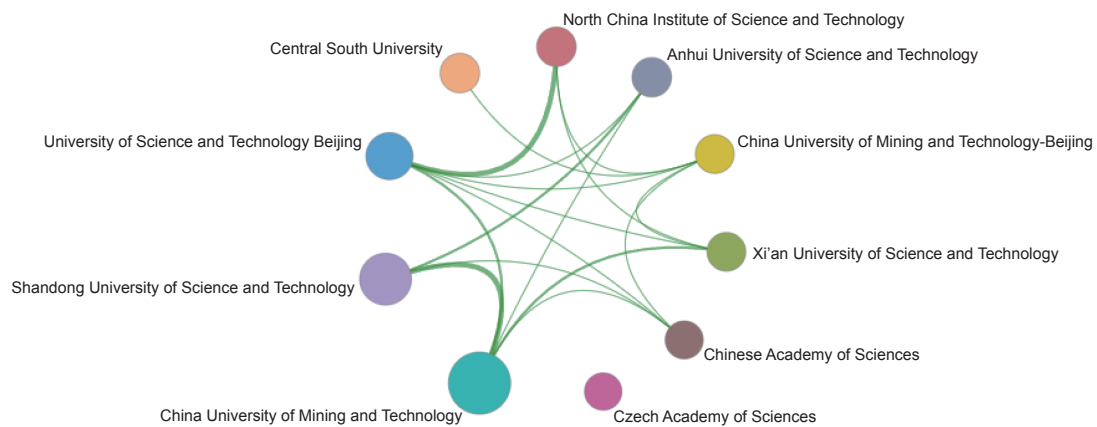 North China Institute of Science and Technology
Central South University
Anhui University of Science and Technology
University of Science and Technology Beijing
China University of Mining and Technology-Beijing
Xi'an University of Science and Technology
Shandong University of Science and Technology
Chinese Academy of Sciences
China University of Mining and Technology
Czech Academy of Sciences